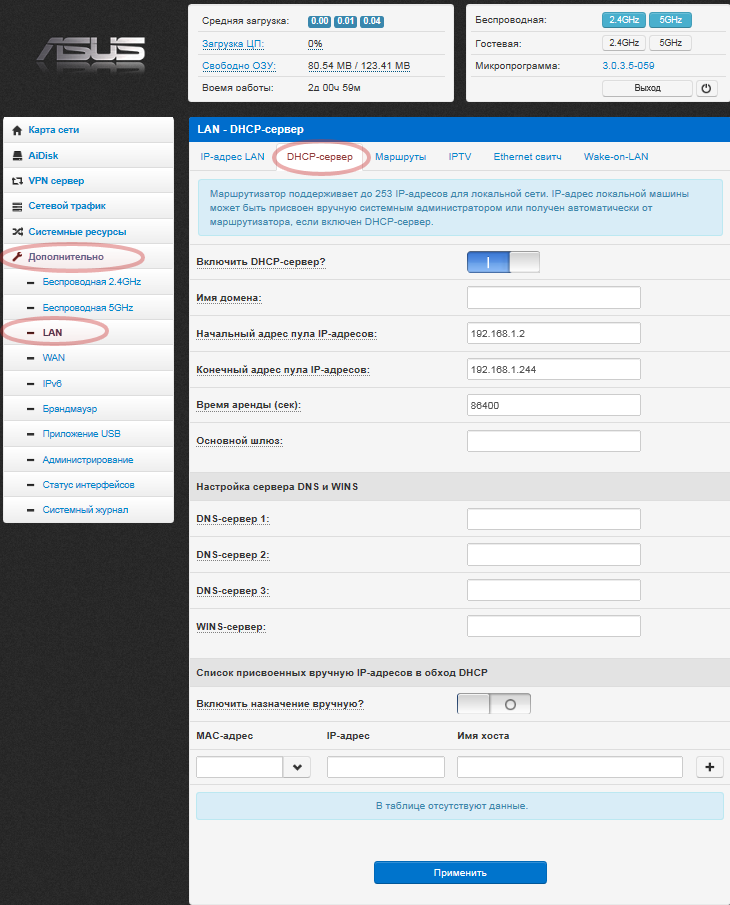 ASUS
Средняя загрузка: 0.00 0.01 0.04
Загрузка ЦП: 0%
Свободно ОЗУ: 80.54 MB / 123.41 MB
Время работы: 2д 00ч 59м
Беспроводная: 2.4GHz 5GHz
Гостевая: 2.4GHz 5GHz
Микропрограмма: 3.0.3.5-059
Выход
Карта сети
AiDisk
VPN сервер
Сетевой трафик
Системные ресурсы
Дополнительно
Беспроводная 2.4GHz
Беспроводная 5GHz
LAN
WAN
IPv6
Брандмауэр
Приложение USB
Администрирование
Статус интерфейсов
Системный журнал
LAN - DHCP-сервер
IP-адрес LAN DHCP-сервер Маршруты IPTV Ethernet свитч Wake-on-LAN
Маршрутизатор поддерживает до 253 IP-адресов для локальной сети. IP-адрес локальной машины
может быть присвоен вручную системным администратором или получен автоматически от
маршрутизатора, если включен DHCP-сервер.
Включить DHCP-сервер?
Имя домена:
Начальный адрес пула IP-адресов: 192.168.1.2
Конечный адрес пула IP-адресов: 192.168.1.244
Время аренды (сек): 86400
Основной шлюз:
Настройка сервера DNS и WINS
DNS-сервер 1:
DNS-сервер 2:
DNS-сервер 3:
WINS-сервер:
Список присвоенных вручную IP-адресов в обход DHCP
Включить назначение вручную?
MAC-адрес IP-адрес Имя хоста
В таблице отсутствуют данные.
Применить